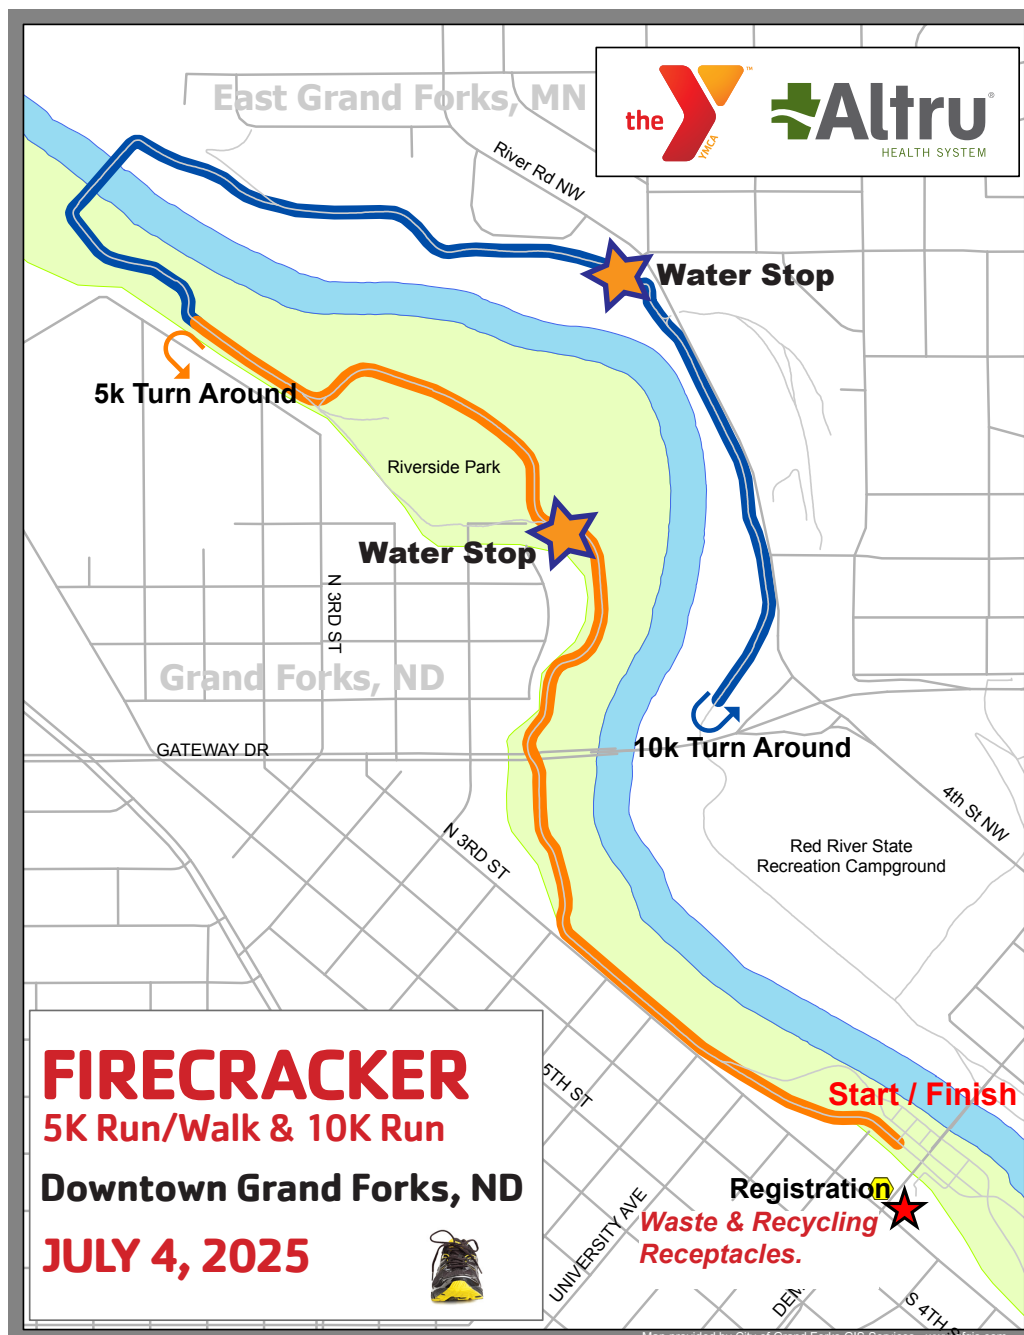 East Grand Forks, MN
the
YMCA
™
Altru
®
HEALTH SYSTEM
River Rd NW
Water Stop
5k Turn Around
Riverside Park
Water Stop
N 3RD ST
Grand Forks, ND
GATEWAY DR
10k Turn Around
4th St NW
N 3RD ST
Red River State
Recreation Campground
5TH ST
Start / Finish
FIRECRACKER
5K Run/Walk & 10K Run
Downtown Grand Forks, ND
JULY 4, 2025
Registration
Waste & Recycling
Receptacles.
UNIVERSITY AVE
S 4TH